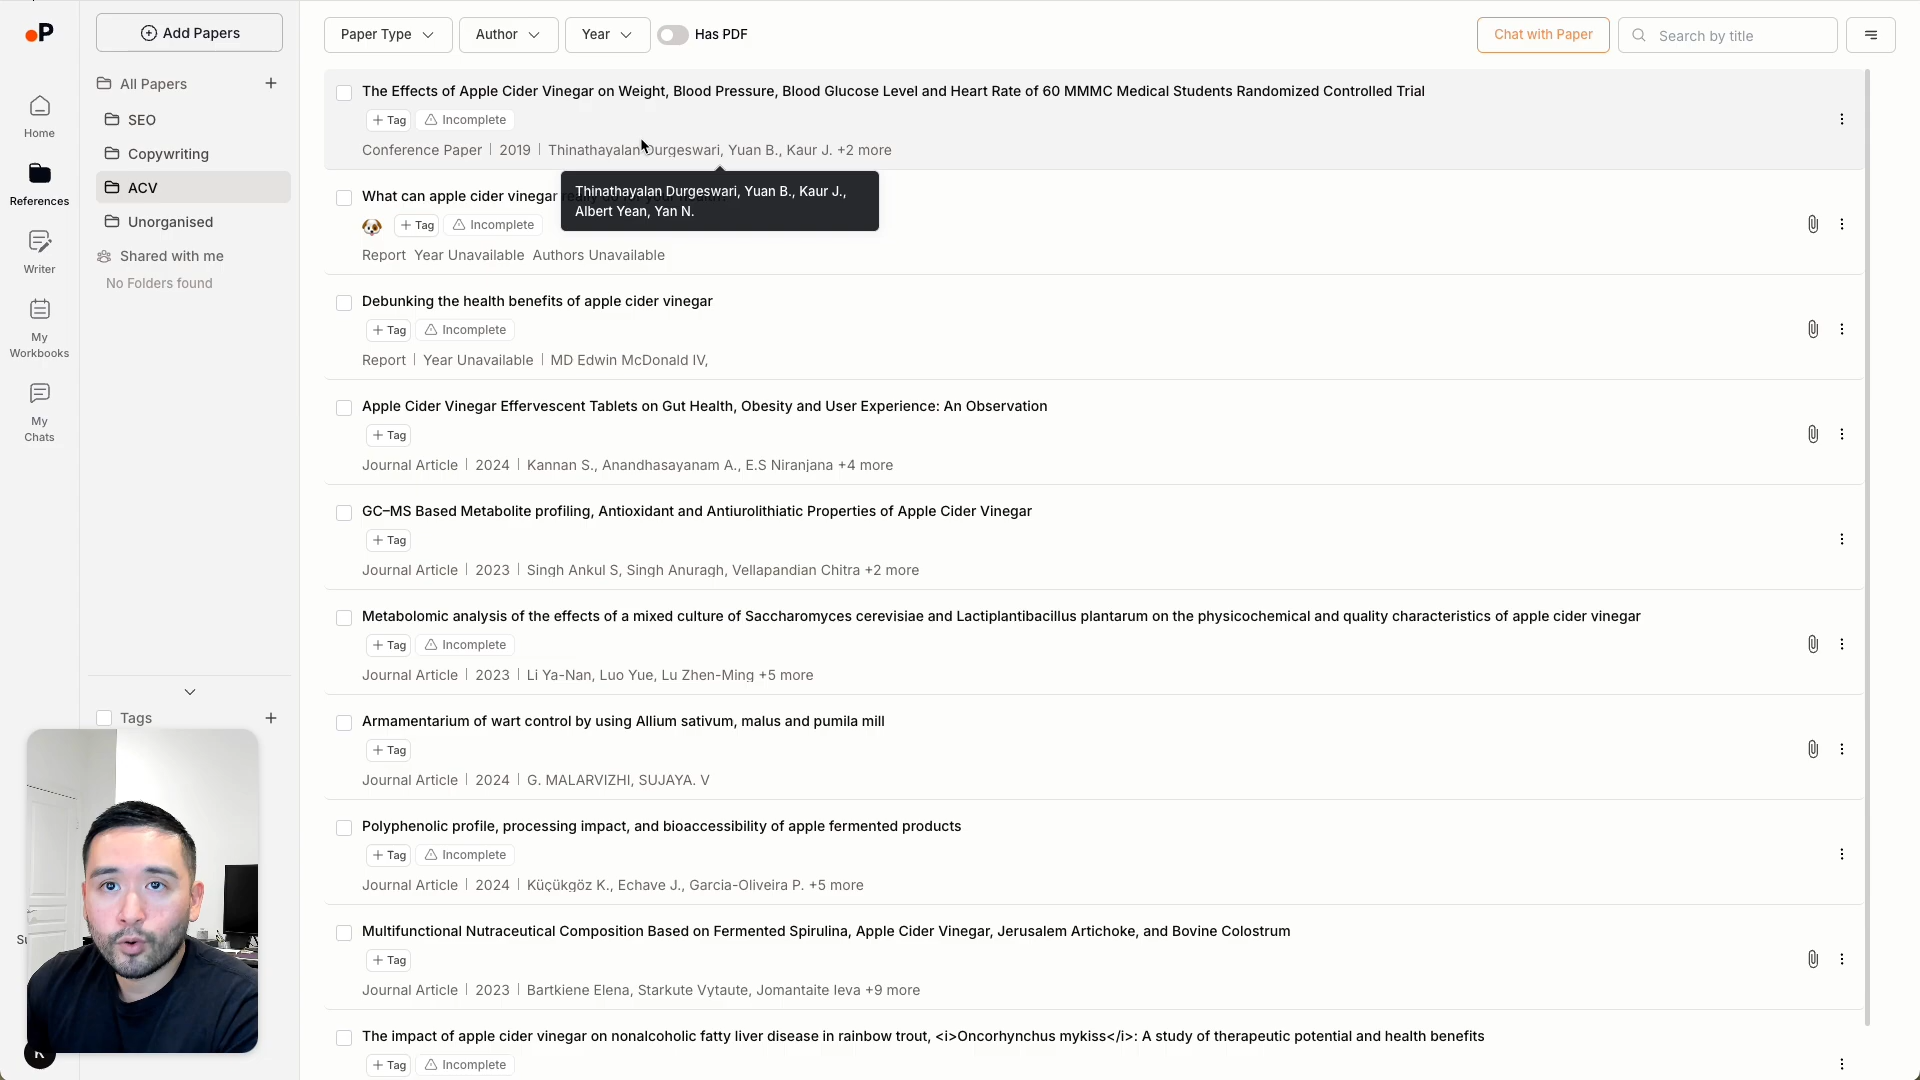 P
Add Papers
Paper Type
Author
Year
Has PDF
Chat with Paper
Search by title
All Papers
SEO
Copywriting
ACV
Unorganised
Shared with me
No Folders found
Home
References
Writer
My
Workbooks
My
Chats
Tags
The Effects of Apple Cider Vinegar on Weight, Blood Pressure, Blood Glucose Level and Heart Rate of 60 MMMC Medical Students Randomized Controlled Trial
+ Tag Incomplete
Conference Paper | 2019 | Thinathayalan Durgeswari, Yuan B., Kaur J. +2 more
Thinathayalan Durgeswari, Yuan B., Kaur J.,
Albert Yean, Yan N.
What can apple cider vinegar
+ Tag Incomplete
Report Year Unavailable Authors Unavailable
Debunking the health benefits of apple cider vinegar
+ Tag Incomplete
Report | Year Unavailable | MD Edwin McDonald IV,
Apple Cider Vinegar Effervescent Tablets on Gut Health, Obesity and User Experience: An Observation
+ Tag
Journal Article | 2024 | Kannan S., Anandhasayanam A., E.S Niranjana +4 more
GC–MS Based Metabolite profiling, Antioxidant and Antiurolithiatic Properties of Apple Cider Vinegar
+ Tag
Journal Article | 2023 | Singh Ankul S, Singh Anuragh, Vellapandian Chitra +2 more
Metabolomic analysis of the effects of a mixed culture of Saccharomyces cerevisiae and Lactiplantibacillus plantarum on the physicochemical and quality characteristics of apple cider vinegar
+ Tag Incomplete
Journal Article | 2023 | Li Ya-Nan, Luo Yue, Lu Zhen-Ming +5 more
Armamentarium of wart control by using Allium sativum, malus and pumila mill
+ Tag
Journal Article | 2024 | G. MALARVIZHI, SUJAYA. V
Polyphenolic profile, processing impact, and bioaccessibility of apple fermented products
+ Tag Incomplete
Journal Article | 2024 | Küçükgöz K., Echave J., Garcia-Oliveira P. +5 more
Multifunctional Nutraceutical Composition Based on Fermented Spirulina, Apple Cider Vinegar, Jerusalem Artichoke, and Bovine Colostrum
+ Tag
Journal Article | 2023 | Bartkiene Elena, Starkute Vytaute, Jomantaite Ieva +9 more
The impact of apple cider vinegar on nonalcoholic fatty liver disease in rainbow trout, <i>Oncorhynchus mykiss</i>: A study of therapeutic potential and health benefits
+ Tag Incomplete